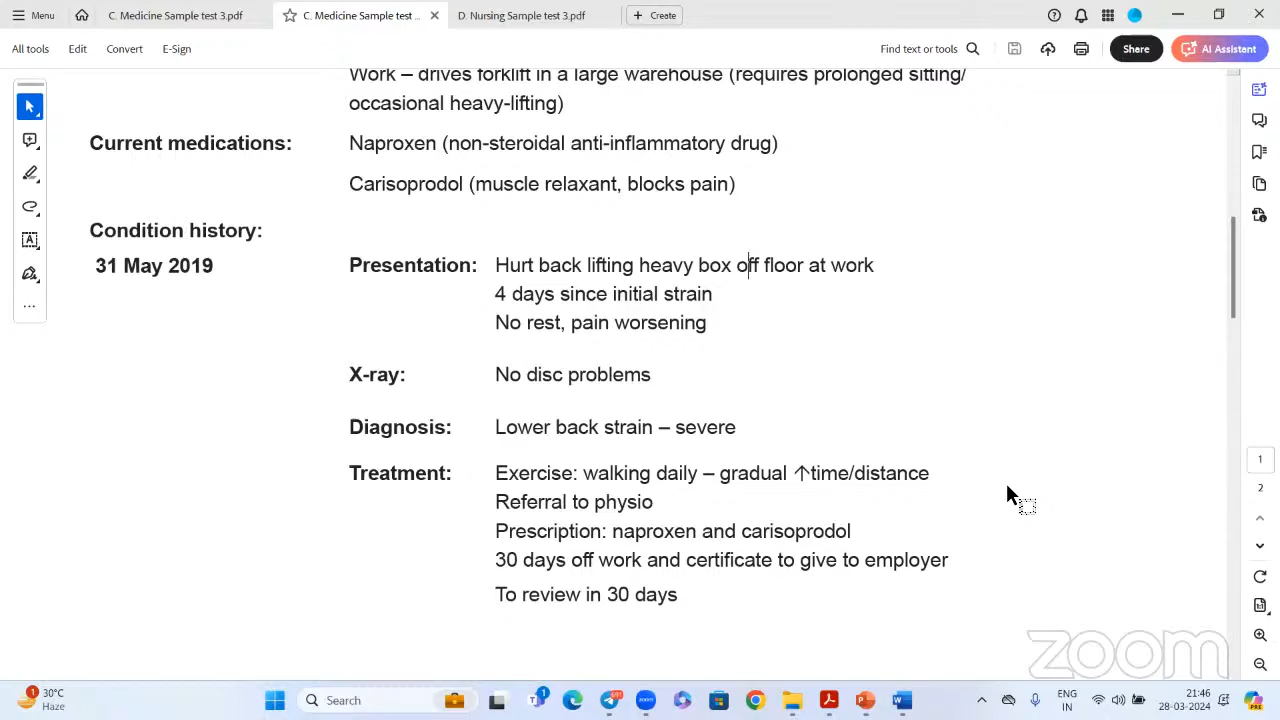 Menu
C. Medicine Sample test 3.pdf
C. Medicine Sample test ...
D Nursing Sample test 3.pdf
Create
All tools
Edit
Convert
E-Sign
Find text or tools
Share
AI Assistant
Work – drives forklift in a large warehouse (requires prolonged sitting/
occasional heavy-lifting)
Current medications:
Naproxen (non-steroidal anti-inflammatory drug)
Carisoprodol (muscle relaxant, blocks pain)
Condition history:
31 May 2019
Presentation:
Hurt back lifting heavy box off floor at work
4 days since initial strain
No rest, pain worsening
X-ray:
No disc problems
Diagnosis:
Lower back strain – severe
Treatment:
Exercise: walking daily – gradual ↑time/distance
Referral to physio
Prescription: naproxen and carisoprodol
30 days off work and certificate to give to employer
To review in 30 days
1
2
zoom
1
30°C
Haze
Search
1
691
zoom
ENG
IN
21:46
28-03-2024
PRE